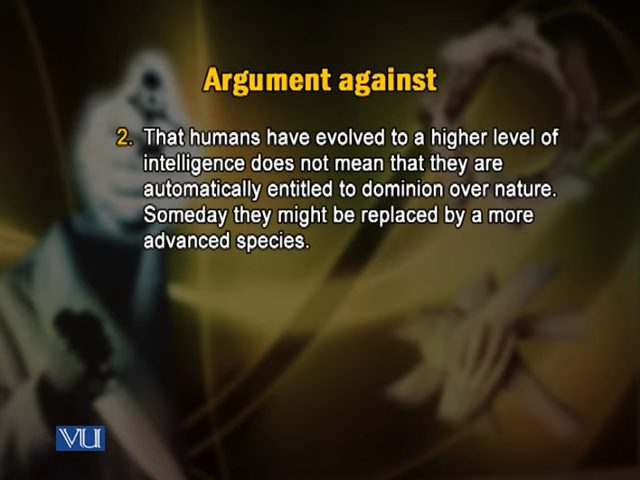 Argument against
2. That humans have evolved to a higher level of
intelligence does not mean that they are
automatically entitled to dominion over nature.
Someday they might be replaced by a more
advanced species.
VU